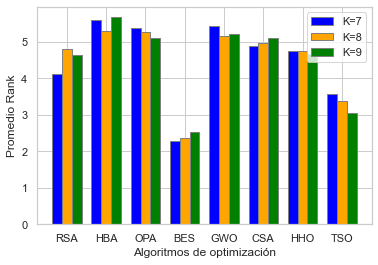 Promedio Rank
5
4
3
2
1
0
K=7
K=8
K=9
RSA HBA OPA BES GWO CSA HHO TSO
Algoritmos de optimización